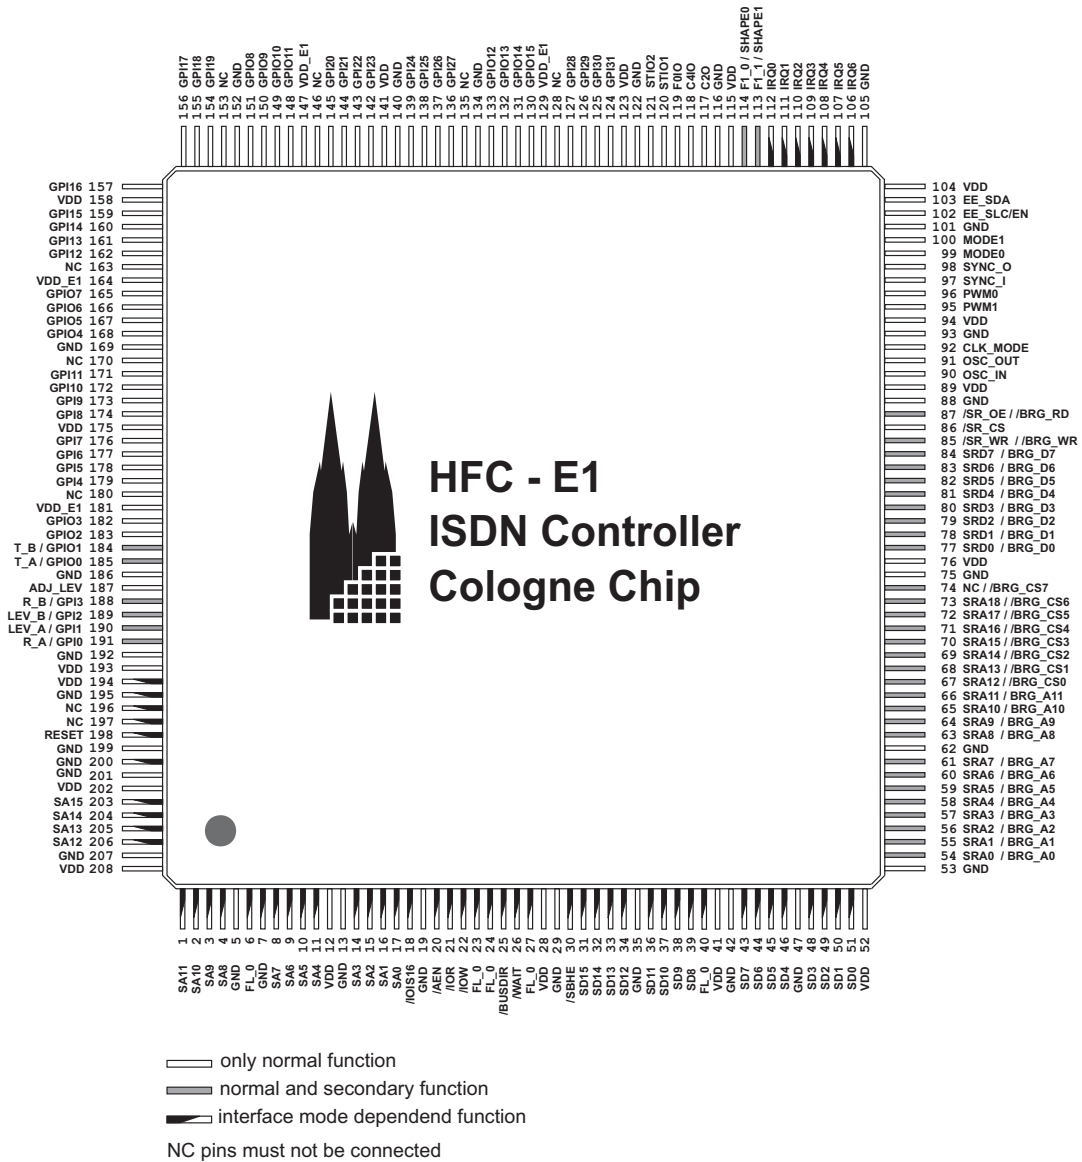 156 GPI17
155 GPI18
154 GPI19
153 NC
152 GND
151 GPIO8
150 GPIO9
149 GPIO10
148 GPIO11
147 VDD_E1
146 NC
145 GPI20
144 GPI21
143 GPI22
142 GPI23
141 VDD
140 GND
139 GPI24
138 GPI25
137 GPI26
136 GPI27
135 NC
134 GND
133 GPIO12
132 GPIO13
131 GPIO14
130 GPIO15
129 VDD_E1
128 NC
127 GPI28
126 GPI29
125 GPI30
124 GPI31
123 VDD
122 GND
121 STIO2
120 STIO1
119 F0IO
118 C4IO
117 C2O
116 GND
115 VDD
114 F1_0 / SHAPE0
113 F1_1 / SHAPE1
112 IRQ0
111 IRQ1
110 IRQ2
109 IRQ3
108 IRQ4
107 IRQ5
106 IRQ6
105 GND
GPI16 157
VDD 158
GPI15 159
GPI14 160
GPI13 161
GPI12 162
NC 163
VDD_E1 164
GPIO7 165
GPIO6 166
GPIO5 167
GPIO4 168
GND 169
NC 170
GPI11 171
GPI10 172
GPI9 173
GPI8 174
VDD 175
GPI7 176
GPI6 177
GPI5 178
GPI4 179
NC 180
VDD_E1 181
GPIO3 182
GPIO2 183
T_B / GPIO1 184
T_A / GPIO0 185
GND 186
ADJ_LEV 187
R_B / GPI3 188
LEV_B / GPI2 189
LEV_A / GPI1 190
R_A / GPI0 191
GND 192
VDD 193
VDD 194
GND 195
NC 196
NC 197
RESET 198
GND 199
GND 200
GND 201
VDD 202
SA15 203
SA14 204
SA13 205
SA12 206
GND 207
VDD 208
HFC - E1
ISDN Controller
Cologne Chip
104 VDD
103 EE_SDA
102 EE_SLC/EN
101 GND
100 MODE1
99 MODE0
98 SYNC_O
97 SYNC_I
96 PWM0
95 PWM1
94 VDD
93 GND
92 CLK_MODE
91 OSC_OUT
90 OSC_IN
89 VDD
88 GND
87 /SR_OE / /BRG_RD
86 /SR_CS
85 /SR_WR / /BRG_WR
84 SRD7 / BRG_D7
83 SRD6 / BRG_D6
82 SRD5 / BRG_D5
81 SRD4 / BRG_D4
80 SRD3 / BRG_D3
79 SRD2 / BRG_D2
78 SRD1 / BRG_D1
77 SRD0 / BRG_D0
76 VDD
75 GND
74 NC / /BRG_CS7
73 SRA18 / /BRG_CS6
72 SRA17 / /BRG_CS5
71 SRA16 / /BRG_CS4
70 SRA15 / /BRG_CS3
69 SRA14 / /BRG_CS2
68 SRA13 / /BRG_CS1
67 SRA12 / /BRG_CS0
66 SRA11 / BRG_A11
65 SRA10 / BRG_A10
64 SRA9 / BRG_A9
63 SRA8 / BRG_A8
62 GND
61 SRA7 / BRG_A7
60 SRA6 / BRG_A6
59 SRA5 / BRG_A5
58 SRA4 / BRG_A4
57 SRA3 / BRG_A3
56 SRA2 / BRG_A2
55 SRA1 / BRG_A1
54 SRA0 / BRG_A0
53 GND
SA11 1
SA10 2
SA9 3
SA8 4
GND 5
FL_0 6
GND 7
SA7 8
SA6 9
SA5 10
SA4 11
VDD 12
GND 13
SA3 14
SA2 15
SA1 16
SA0 17
/IOIS16 18
GND 19
/AEN 20
/IOR 21
/IOW 22
FL_0 23
FL_0 24
/BUSDIR 25
/WAIT 26
FL_0 27
VDD 28
GND 29
/SBHE 30
SD15 31
SD14 32
SD13 33
SD12 34
GND 35
SD11 36
SD10 37
SD9 38
SD8 39
FL_0 40
VDD 41
GND 42
SD7 43
SD6 44
SD5 45
SD4 46
GND 47
SD3 48
SD2 49
SD1 50
SD0 51
VDD 52
only normal function
normal and secondary function
interface mode dependend function
NC pins must not be connected